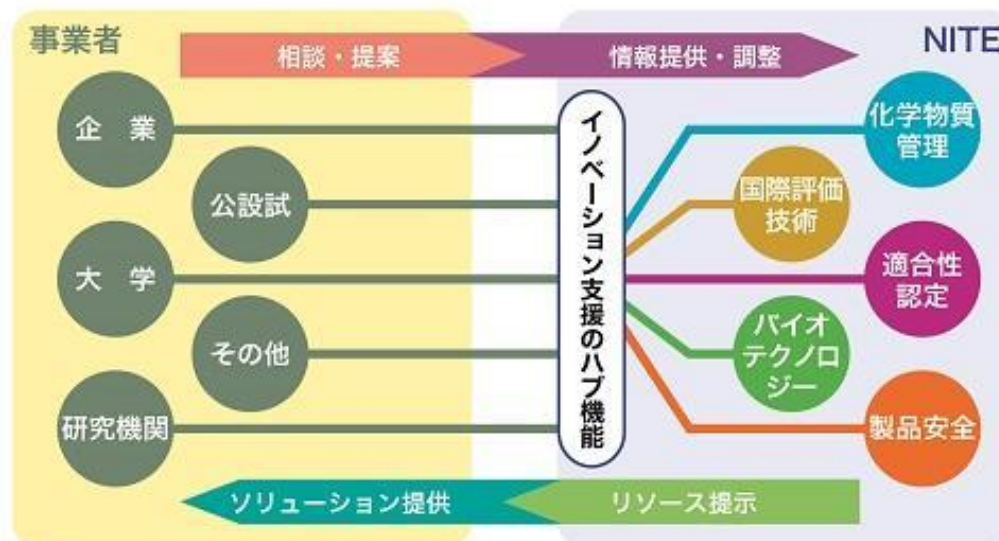 事業者
NITE
相談・提案
情報提供・調整
企　業
公設試
大　学
その他
研究機関
イノベーション支援のハブ機能
化学物質
管理
国際評価
技術
適合性
認定
バイオ
テクノロ
ジー
製品安全
ソリューション提供
リソース提示